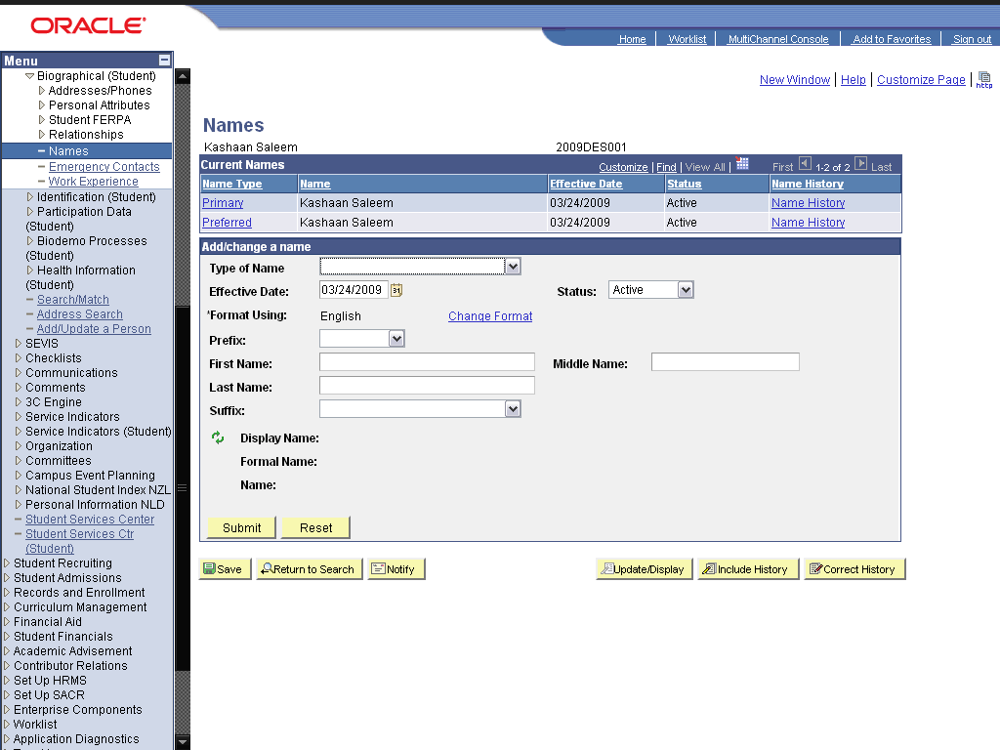 ORACLE®
Home
Worklist
MultiChannel Console
Add to Favorites
Sign out
Menu
Biographical (Student)
Addresses/Phones
Personal Attributes
Student FERPA
Relationships
Names
Emergency Contacts
Work Experience
Identification (Student)
Participation Data
(Student)
Biodemo Processes
(Student)
Health Information
(Student)
Search/Match
Address Search
Add/Update a Person
SEVIS
Checklists
Communications
Comments
3C Engine
Service Indicators
Service Indicators (Student)
Organization
Committees
Campus Event Planning
National Student Index NZL
Personal Information NLD
Student Services Center
Student Services Ctr
(Student)
Student Recruiting
Student Admissions
Records and Enrollment
Curriculum Management
Financial Aid
Student Financials
Academic Advisement
Contributor Relations
Set Up HRMS
Set Up SACR
Enterprise Components
Worklist
Application Diagnostics
New Window | Help | Customize Page | http
Names
Kashaan Saleem 2009DES001
Current Names Customize | Find | View All | First 1-2 of 2 Last
Name Type Name Effective Date Status Name History
Primary Kashaan Saleem 03/24/2009 Active Name History
Preferred Kashaan Saleem 03/24/2009 Active Name History
Add/change a name
Type of Name
Effective Date: 03/24/2009 31 Status: Active
*Format Using: English Change Format
Prefix:
First Name: Middle Name:
Last Name:
Suffix:
Display Name:
Formal Name:
Name:
Submit Reset
Save Return to Search Notify Update/Display Include History Correct History